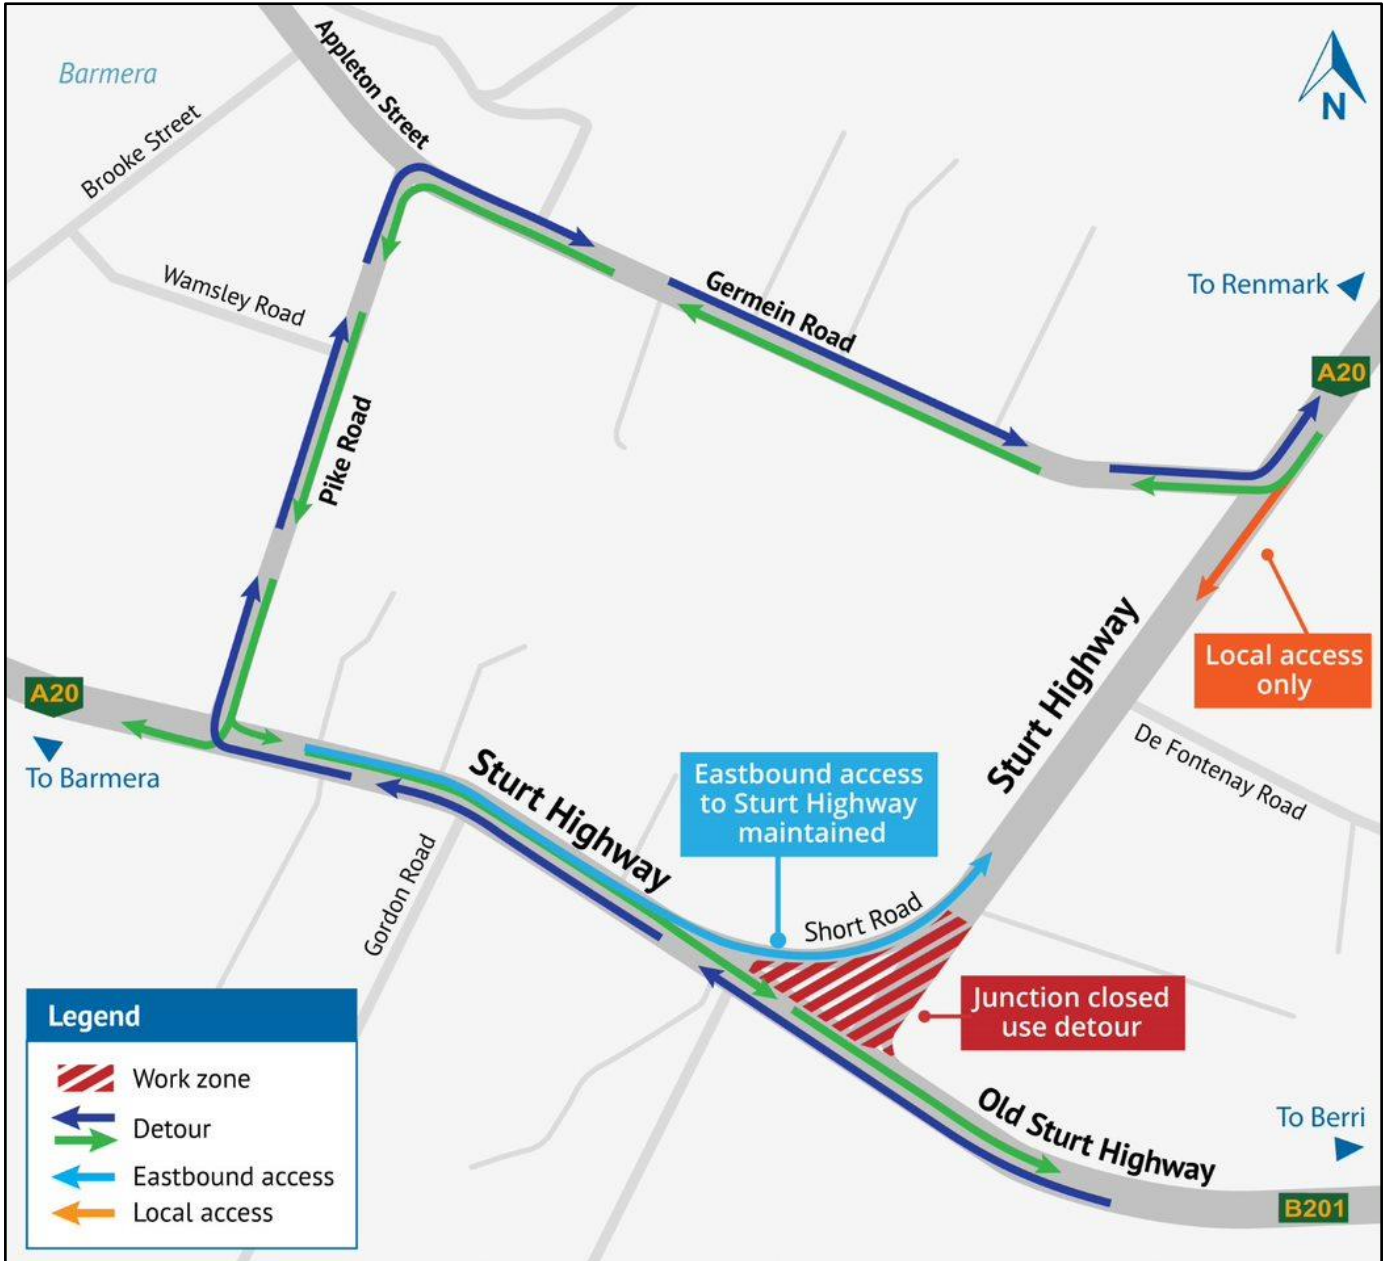 Appleton Street
Barmera
N
Brooke Street
Wamsley Road
Germein Road
To Renmark
A20
Pike Road
Local access
only
Sturt Highway
A20
To Barmera
De Fontenay Road
Sturt Highway
Eastbound access
to Sturt Highway
maintained
Gordon Road
Short Road
Junction closed
use detour
Legend
Work zone
Detour
Eastbound access
Local access
Old Sturt Highway
To Berri
B201